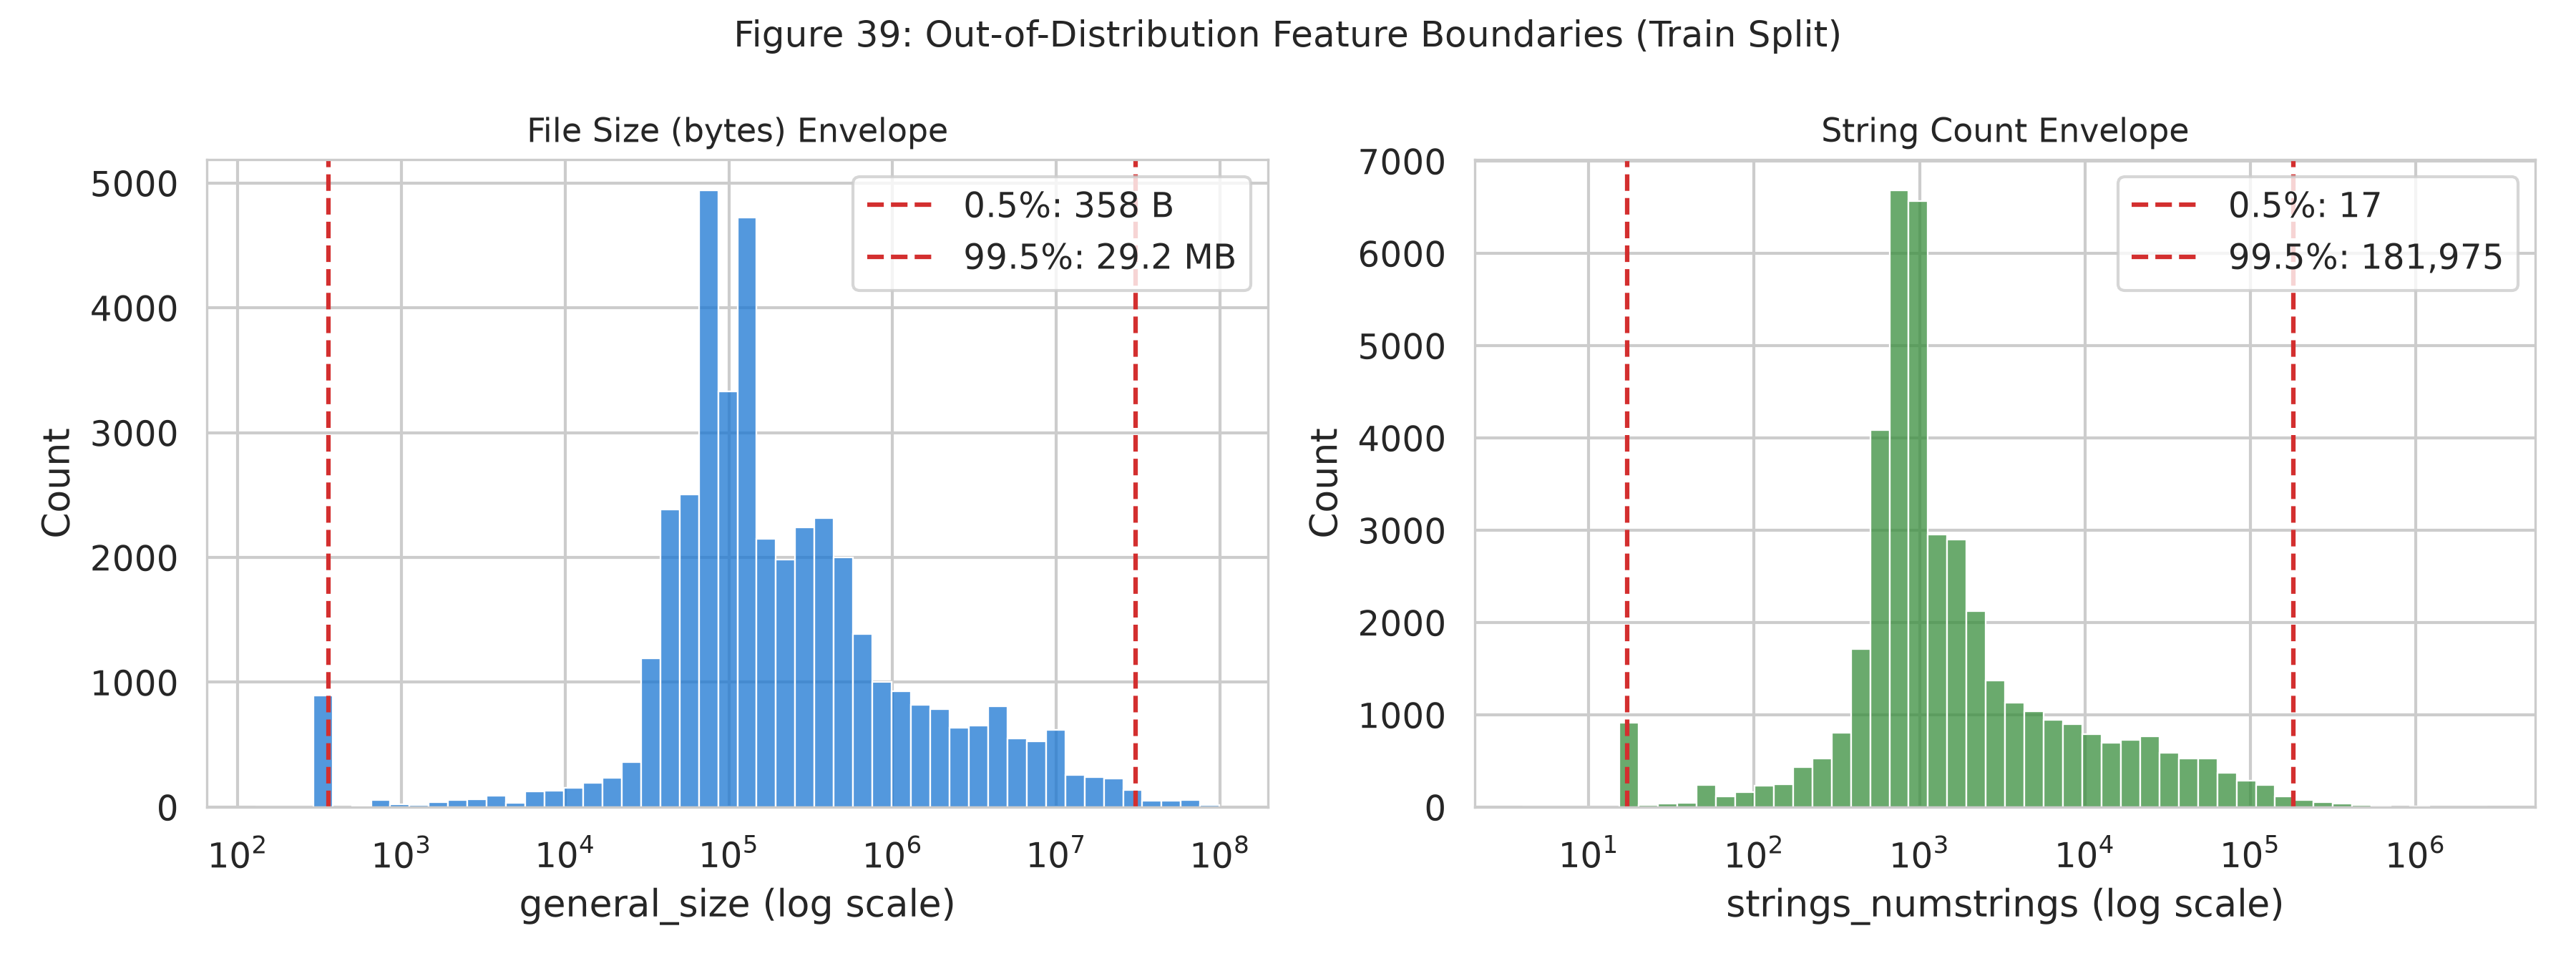 Figure 39: Out-of-Distribution Feature Boundaries (Train Split)
File Size (bytes) Envelope
0.5%: 358 B
99.5%: 29.2 MB
Count
5000
4000
3000
2000
1000
0
10² 10³ 10⁴ 10⁵ 10⁶ 10⁷ 10⁸
general_size (log scale)
String Count Envelope
0.5%: 17
99.5%: 181,975
Count
7000
6000
5000
4000
3000
2000
1000
0
10¹ 10² 10³ 10⁴ 10⁵ 10⁶
strings_numstrings (log scale)